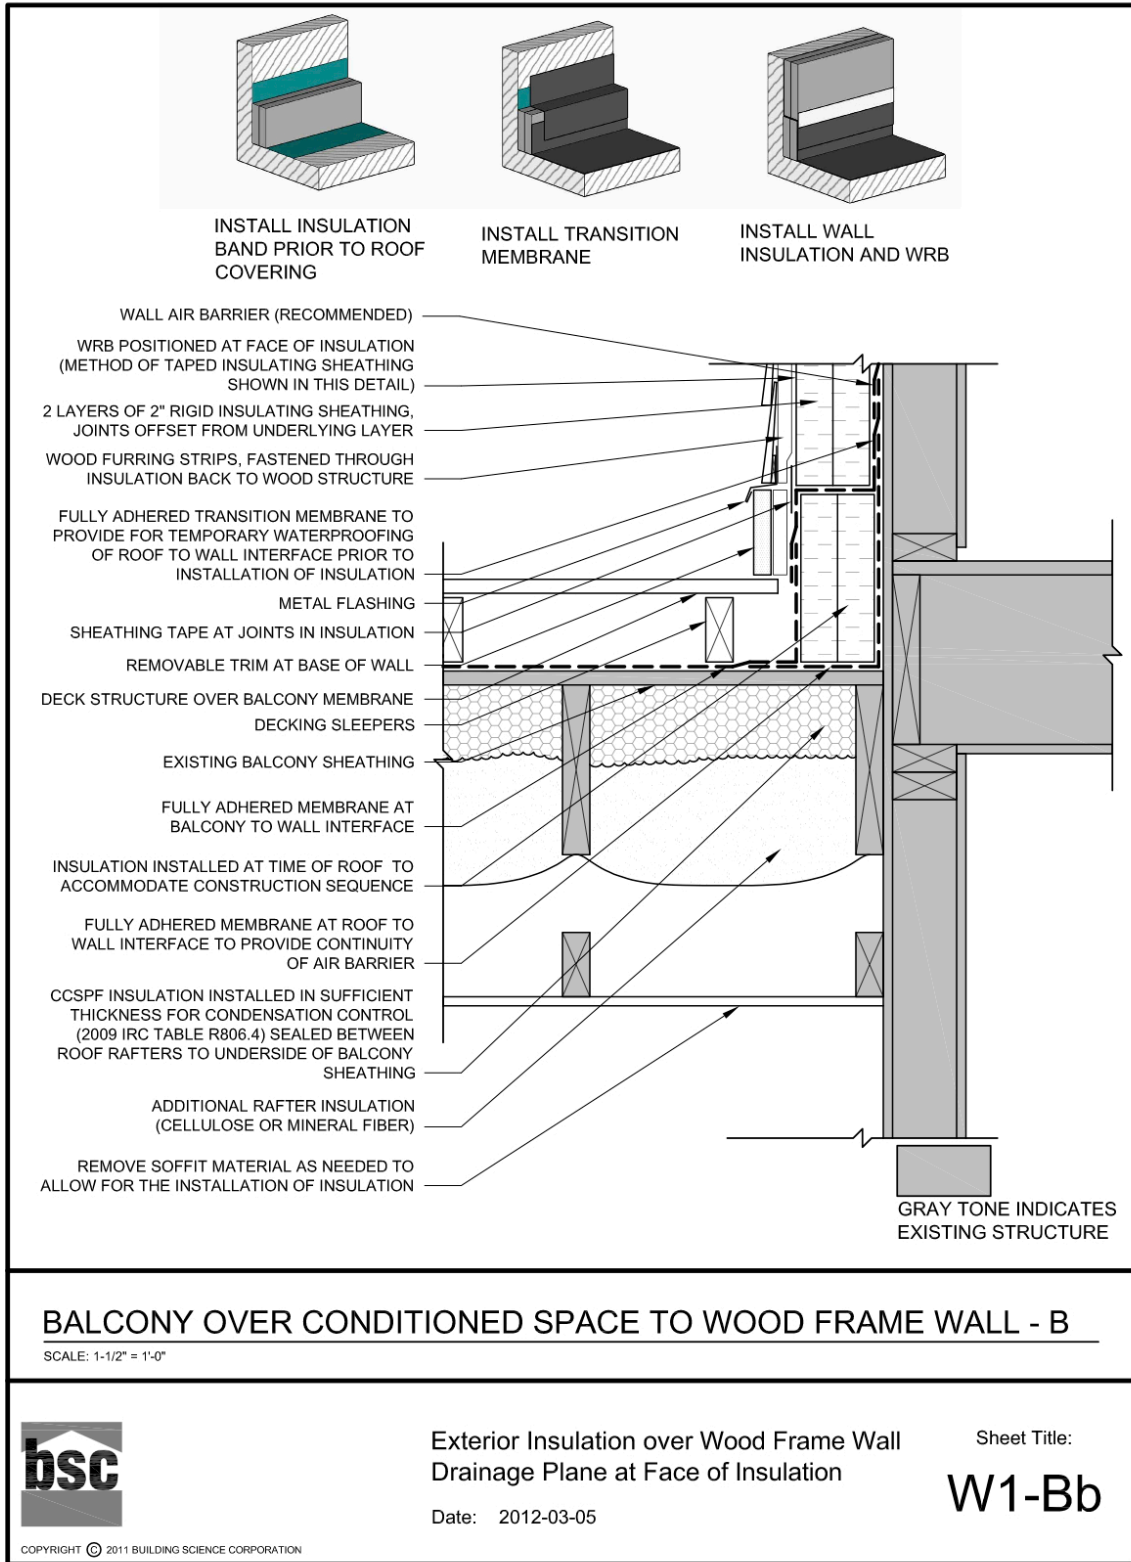 INSTALL INSULATION
BAND PRIOR TO ROOF
COVERING
INSTALL TRANSITION
MEMBRANE
INSTALL WALL
INSULATION AND WRB
WALL AIR BARRIER (RECOMMENDED)
WRB POSITIONED AT FACE OF INSULATION
(METHOD OF TAPED INSULATING SHEATHING
SHOWN IN THIS DETAIL)
2 LAYERS OF 2" RIGID INSULATING SHEATHING,
JOINTS OFFSET FROM UNDERLYING LAYER
WOOD FURRING STRIPS, FASTENED THROUGH
INSULATION BACK TO WOOD STRUCTURE
FULLY ADHERED TRANSITION MEMBRANE TO
PROVIDE FOR TEMPORARY WATERPROOFING
OF ROOF TO WALL INTERFACE PRIOR TO
INSTALLATION OF INSULATION
METAL FLASHING
SHEATHING TAPE AT JOINTS IN INSULATION
REMOVABLE TRIM AT BASE OF WALL
DECK STRUCTURE OVER BALCONY MEMBRANE
DECKING SLEEPERS
EXISTING BALCONY SHEATHING
FULLY ADHERED MEMBRANE AT
BALCONY TO WALL INTERFACE
INSULATION INSTALLED AT TIME OF ROOF TO
ACCOMMODATE CONSTRUCTION SEQUENCE
FULLY ADHERED MEMBRANE AT ROOF TO
WALL INTERFACE TO PROVIDE CONTINUITY
OF AIR BARRIER
CCSPF INSULATION INSTALLED IN SUFFICIENT
THICKNESS FOR CONDENSATION CONTROL
(2009 IRC TABLE R806.4) SEALED BETWEEN
ROOF RAFTERS TO UNDERSIDE OF BALCONY
SHEATHING
ADDITIONAL RAFTER INSULATION
(CELLULOSE OR MINERAL FIBER)
REMOVE SOFFIT MATERIAL AS NEEDED TO
ALLOW FOR THE INSTALLATION OF INSULATION
GRAY TONE INDICATES
EXISTING STRUCTURE
BALCONY OVER CONDITIONED SPACE TO WOOD FRAME WALL - B
SCALE: 1-1/2" = 1'-0"
bsc
COPYRIGHT © 2011 BUILDING SCIENCE CORPORATION
Exterior Insulation over Wood Frame Wall
Drainage Plane at Face of Insulation
Date: 2012-03-05
Sheet Title:
W1-Bb